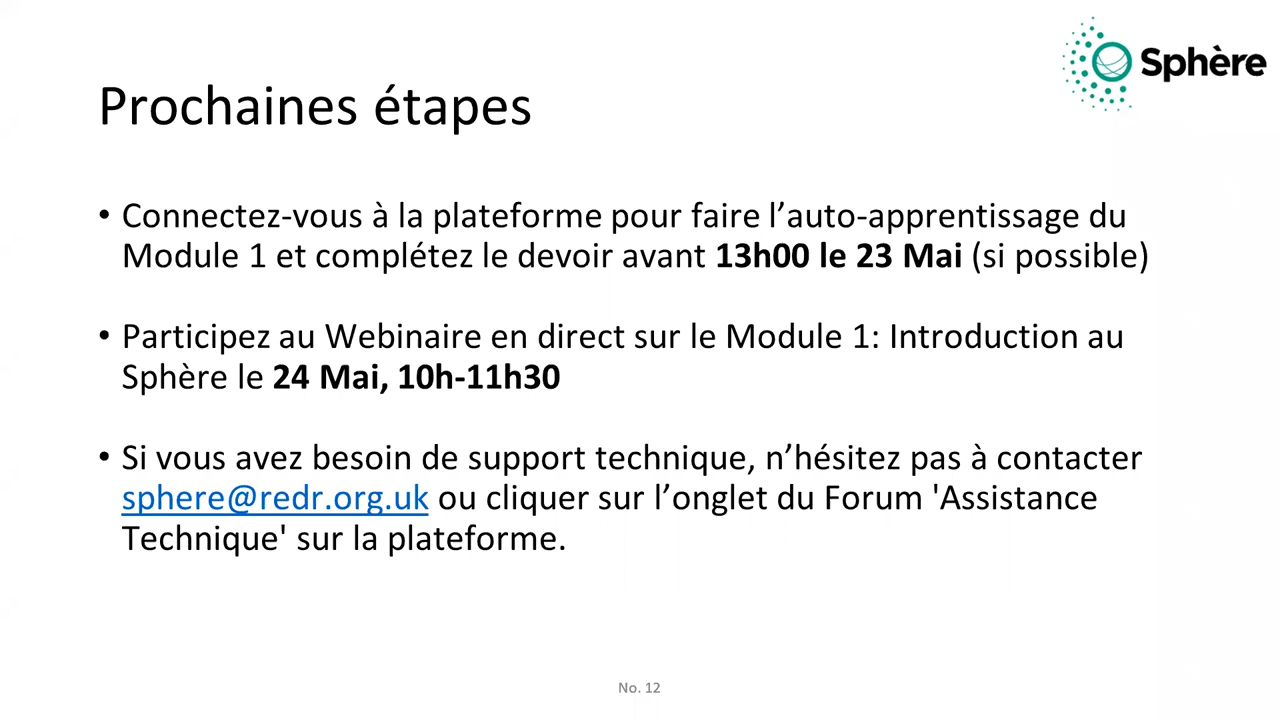 Sphère
Prochaines étapes
• Connectez-vous à la plateforme pour faire l’auto-apprentissage du
Module 1 et complétez le devoir avant 13h00 le 23 Mai (si possible)
• Participez au Webinaire en direct sur le Module 1: Introduction au
Sphère le 24 Mai, 10h-11h30
• Si vous avez besoin de support technique, n’hésitez pas à contacter
sphere@redr.org.uk ou cliquer sur l’onglet du Forum 'Assistance
Technique' sur la plateforme.
No. 12